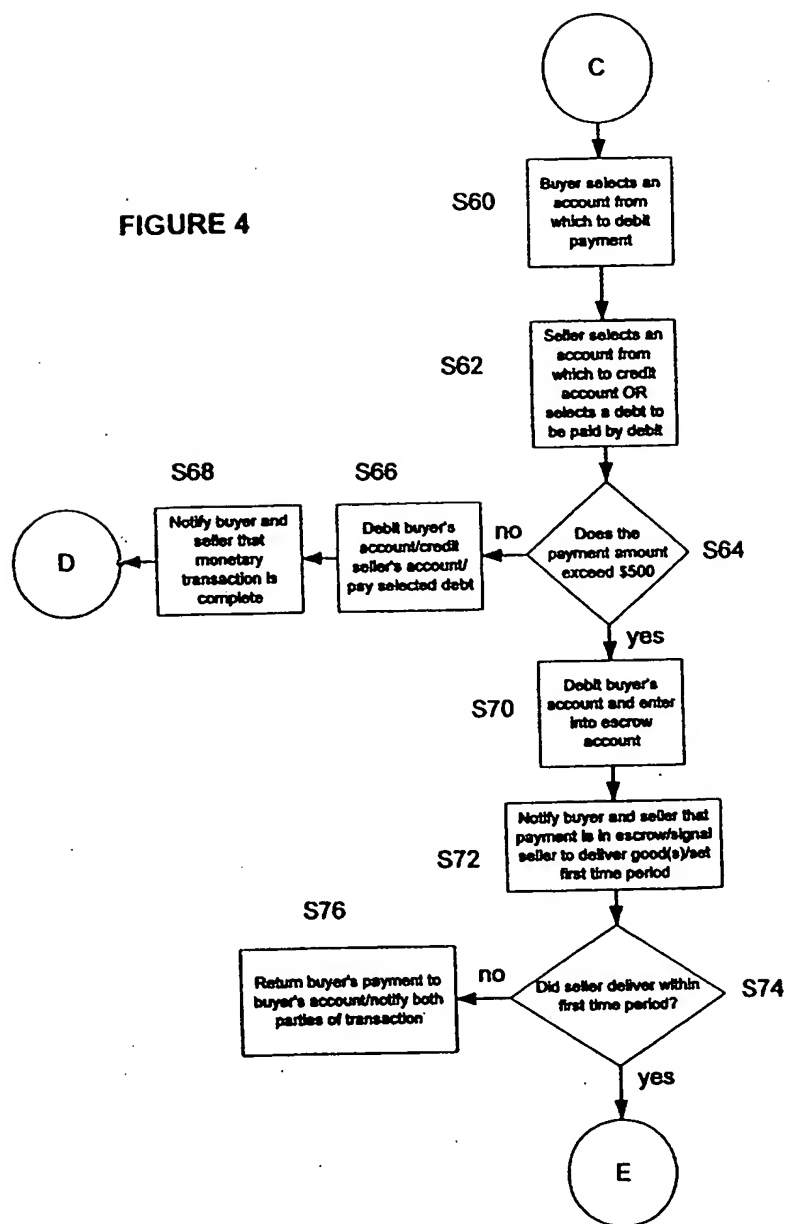 C
FIGURE 4
S60
Buyer selects an
account from
which to debit
payment
S62
Seller selects an
account from
which to credit
account OR
selects a debt to
be paid by debit
S68
Notify buyer and
seller that
monetary
transaction is
complete
S66
Debit buyer's
account/credit
seller's account/
pay selected debt
no
Does the
payment amount
exceed $500
S64
D
yes
S70
Debit buyer's
account and enter
into escrow
account
S72
Notify buyer and seller that
payment is in escrow/signal
seller to deliver good(s)/set
first time period
S76
Return buyer's payment to
buyer's account/notify both
parties of transaction
no
Did seller deliver within
first time period?
S74
yes
E